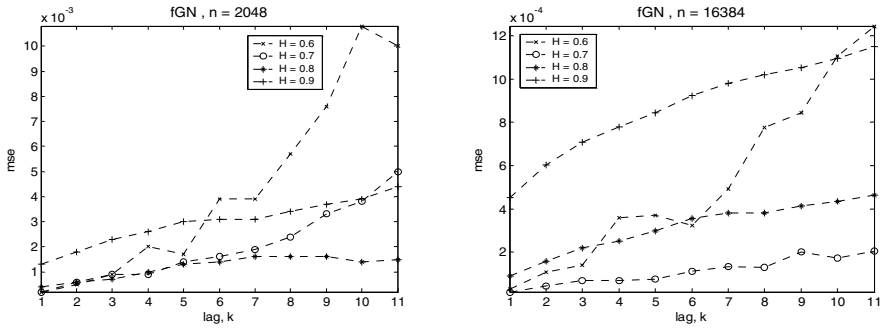 fGN , n = 2048
x 10⁻³
10
9
8
7
6
5
4
3
2
1
mse
H = 0.6
H = 0.7
H = 0.8
H = 0.9
1 2 3 4 5 6 7 8 9 10 11
lag, k
fGN , n = 16384
x 10⁻⁴
12
10
8
6
4
2
mse
H = 0.6
H = 0.7
H = 0.8
H = 0.9
1 2 3 4 5 6 7 8 9 10 11
lag, k